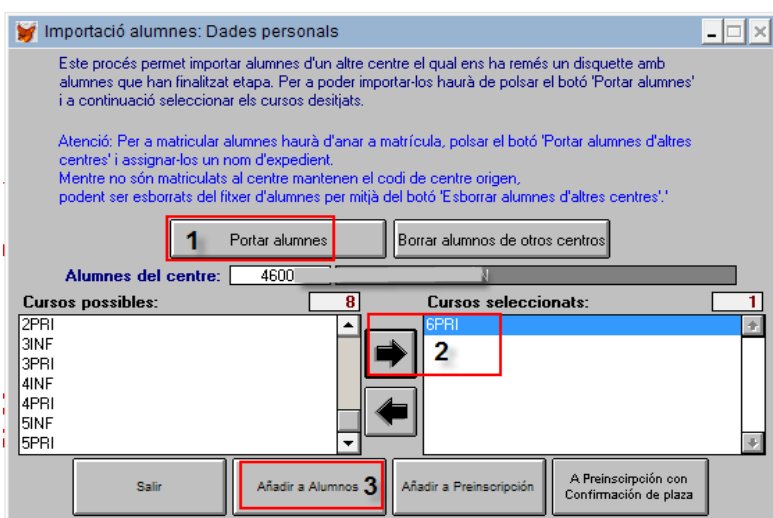 Importació alumnes: Dades personals
Este procés permet importar alumnes d'un altre centre el qual ens ha remés un disquette amb
alumnes que han finalitzat etapa. Per a poder importar-los haurà de polsar el botó 'Portar alumnes'
i a continuació seleccionar els cursos desitjats.
Atenció: Per a matricular alumnes haurà d'anar a matrícula, polsar el botó 'Portar alumnes d'altres
centres' i assignar-los un nom d'expedient.
Mentre no són matriculats al centre mantenen el codi de centre origen,
podent ser esborrats del fitxer d'alumnes per mitjà del botó 'Esborrar alumnes d'altres centres'.'
1 Portar alumnes Borrar alumnos de otros centros
Alumnes del centre: 4600
Cursos possibles: 8 Cursos seleccionats: 1
2PRI
3INF
3PRI
4INF
4PRI
5INF
5PRI
6PRI
2
Salir Añadir a Alumnos 3 Añadir a Preinscripción A Preinscirpción con
Confirmación de plaza